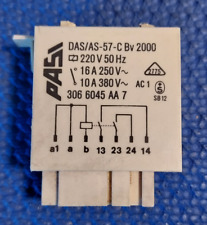 PASI
DAS/AS-57-C Bv 2000
220 V 50 Hz
16 A 250 V~
10 A 380 V~
AC 1
SB12
306 6045 AA 7
a1 a b 13 23 24 14